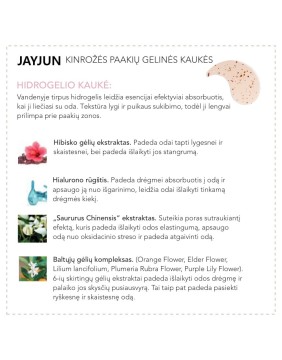 JAYJUN KINROŽĖS PAAKIŲ GELINĖS KAUKĖS
HIDROGELIO KAUKĖ:
Vandenyje tirpus hidrogelis leidžia esencijai efektyviai absorbuotis,
kai ji liečiasi su oda. Tekstūra lygi ir puikaus sukibimo, todėl ji lengvai
prilimpa prie paakių zonos.
Hibisko gėlių ekstraktas. Padeda odai tapti lygesnei ir
skaistesnei, bei padeda išlaikyti jos stangrumą.
Hialurono rūgštis. Padeda drėgmei absorbuotis į odą ir
apsaugo ją nuo išgarinimo, leidžia odai išlaikyti tinkamą
drėgmės kiekį.
„Saururus Chinensis" ekstraktas. Suteikia poras sutraukiantį
efektą, kuris padeda išlaikyti odos elastingumą, apsaugo
odą nuo oksidacinio streso ir padeda atgaivinti odą.
Baltųjų gėlių kompleksas. (Orange Flower, Elder Flower,
Lilium lancifolium, Plumeria Rubra Flower, Purple Lily Flower).
6-ių skirtingų gėlių ekstraktai padeda išlaikyti odos drėgmę ir
palaiko jos skysčių pusiausvyrą. Tai taip pat padeda pasiekti
ryškesnę ir skaistesnę odą.